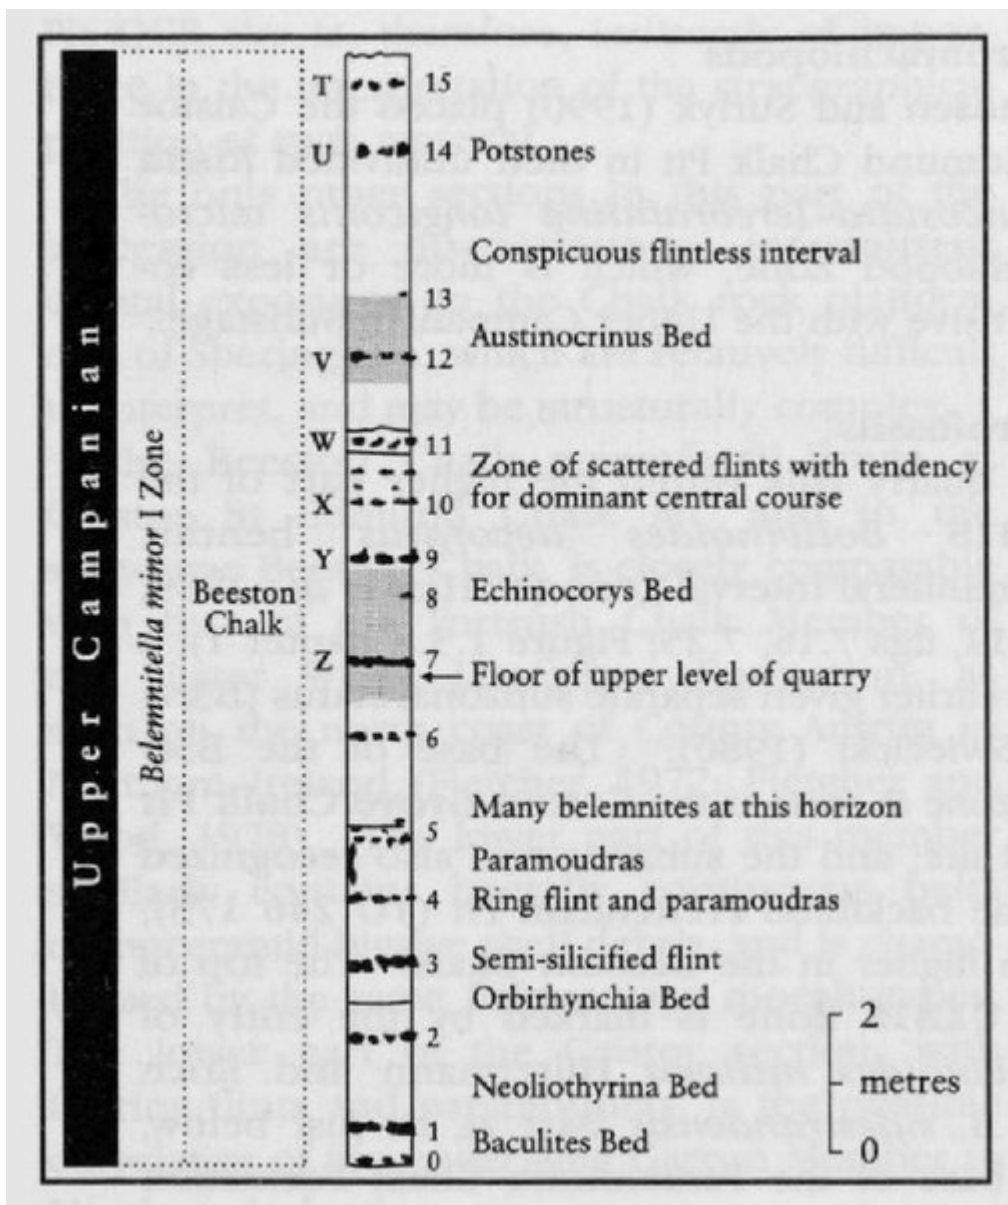 Upper Campanian
Belemnitella minor I Zone
Beeston
Chalk
T 15
U 14 Potstones
Conspicuous flintless interval
13
Austinocrinus Bed
V 12
W 11
Zone of scattered flints with tendency
X 10 for dominant central course
Y 9
8 Echinocorys Bed
Z 7
Floor of upper level of quarry
6
Many belemnites at this horizon
5
Paramoudras
4 Ring flint and paramoudras
3 Semi-silicified flint
Orbirhynchia Bed
2
Neoliothyrina Bed
1
Baculites Bed
0
2
metres
0